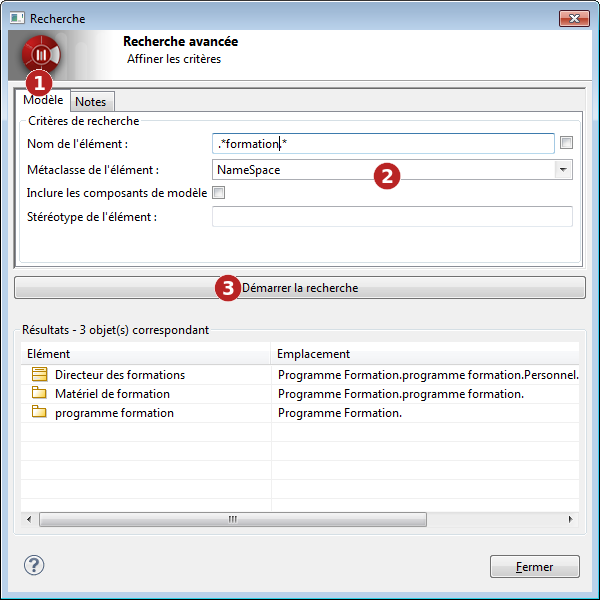 Recherche
Recherche avancée
Affiner les critères
1
Modèle Notes
Critères de recherche
Nom de l'élément : .*formation.*
Métaclasse de l'élément : NameSpace
2
Inclure les composants de modèle
Stéréotype de l'élément :
3 Démarrer la recherche
Résultats - 3 objet(s) correspondant
Elément Emplacement
Directeur des formations Programme Formation.programme formation.Personnel.
Matériel de formation Programme Formation.programme formation.
programme formation Programme Formation.
?
Fermer